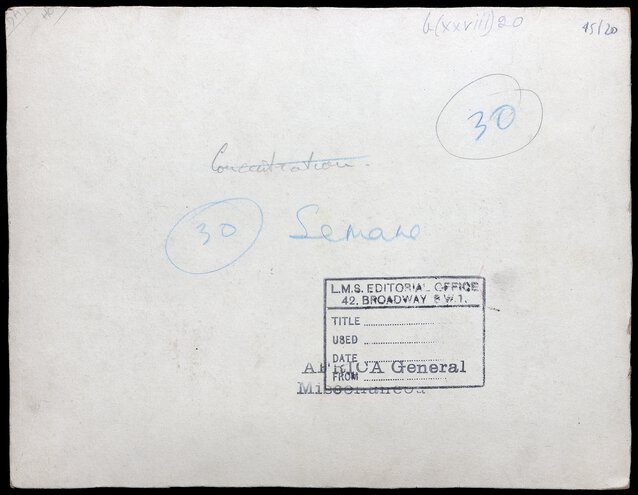 6(xxviii)20
45/20
30
Concentration.
30 Semane
L.M.S. EDITORIAL OFFICE
42, BROADWAY S.W.1.
TITLE
USED
DATE
FROM
AFRICA General
Miscellaneou